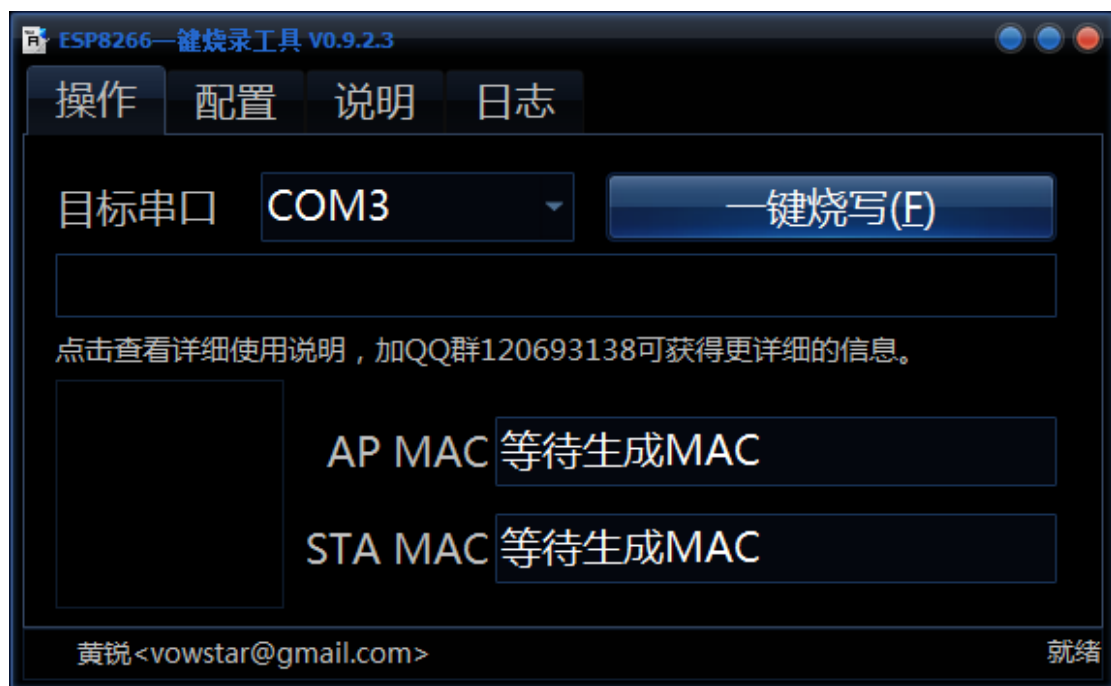 ESP8266一键烧录工具 V0.9.2.3
操作 配置 说明 日志
目标串口 COM3 一键烧写(F)
点击查看详细使用说明，加QQ群120693138可获得更详细的信息。
AP MAC 等待生成MAC
STA MAC 等待生成MAC
黄锐<vowstar@gmail.com> 就绪